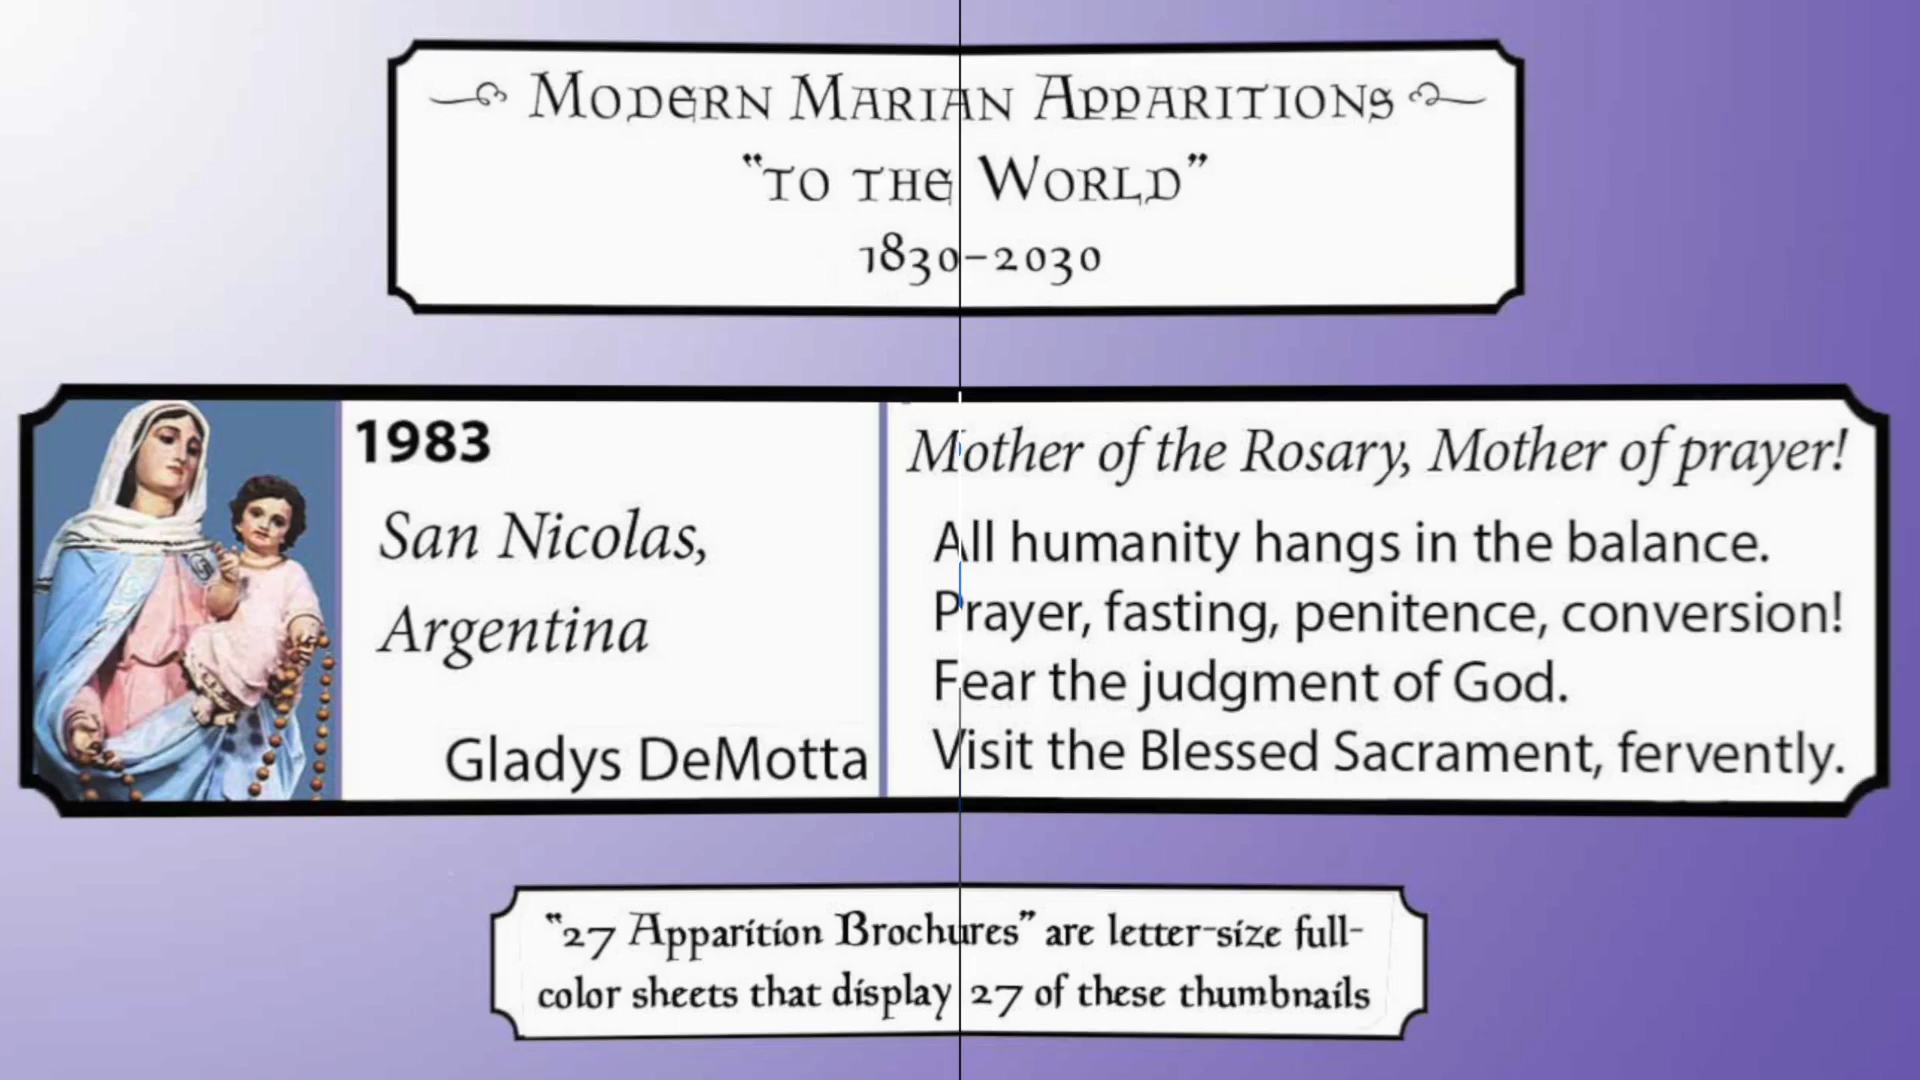 Modern Marian Apparitions
"to the World"
1830–2030
1983
San Nicolas,
Argentina
Gladys DeMotta
Mother of the Rosary, Mother of prayer!
All humanity hangs in the balance.
Prayer, fasting, penitence, conversion!
Fear the judgment of God.
Visit the Blessed Sacrament, fervently.
"27 Apparition Brochures" are letter-size full-
color sheets that display 27 of these thumbnails